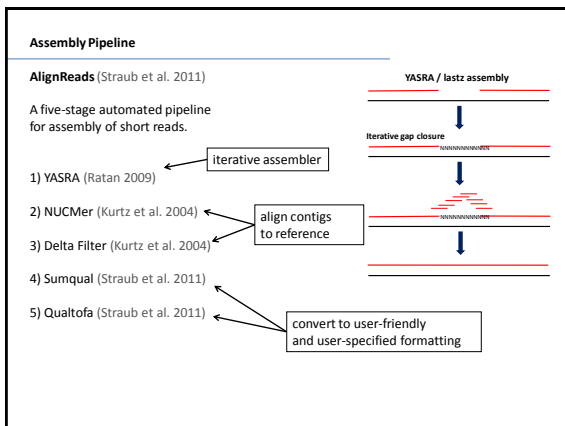 Assembly Pipeline
AlignReads (Straub et al. 2011)
A five-stage automated pipeline
for assembly of short reads.
iterative assembler
1) YASRA (Ratan 2009)
2) NUCMer (Kurtz et al. 2004)
align contigs
to reference
3) Delta Filter (Kurtz et al. 2004)
4) Sumqual (Straub et al. 2011)
5) Qualtofa (Straub et al. 2011)
convert to user-friendly
and user-specified formatting
YASRA / lastz assembly
Iterative gap closure
NNNNNNNNNNNN
NNNNNNNNNNNN